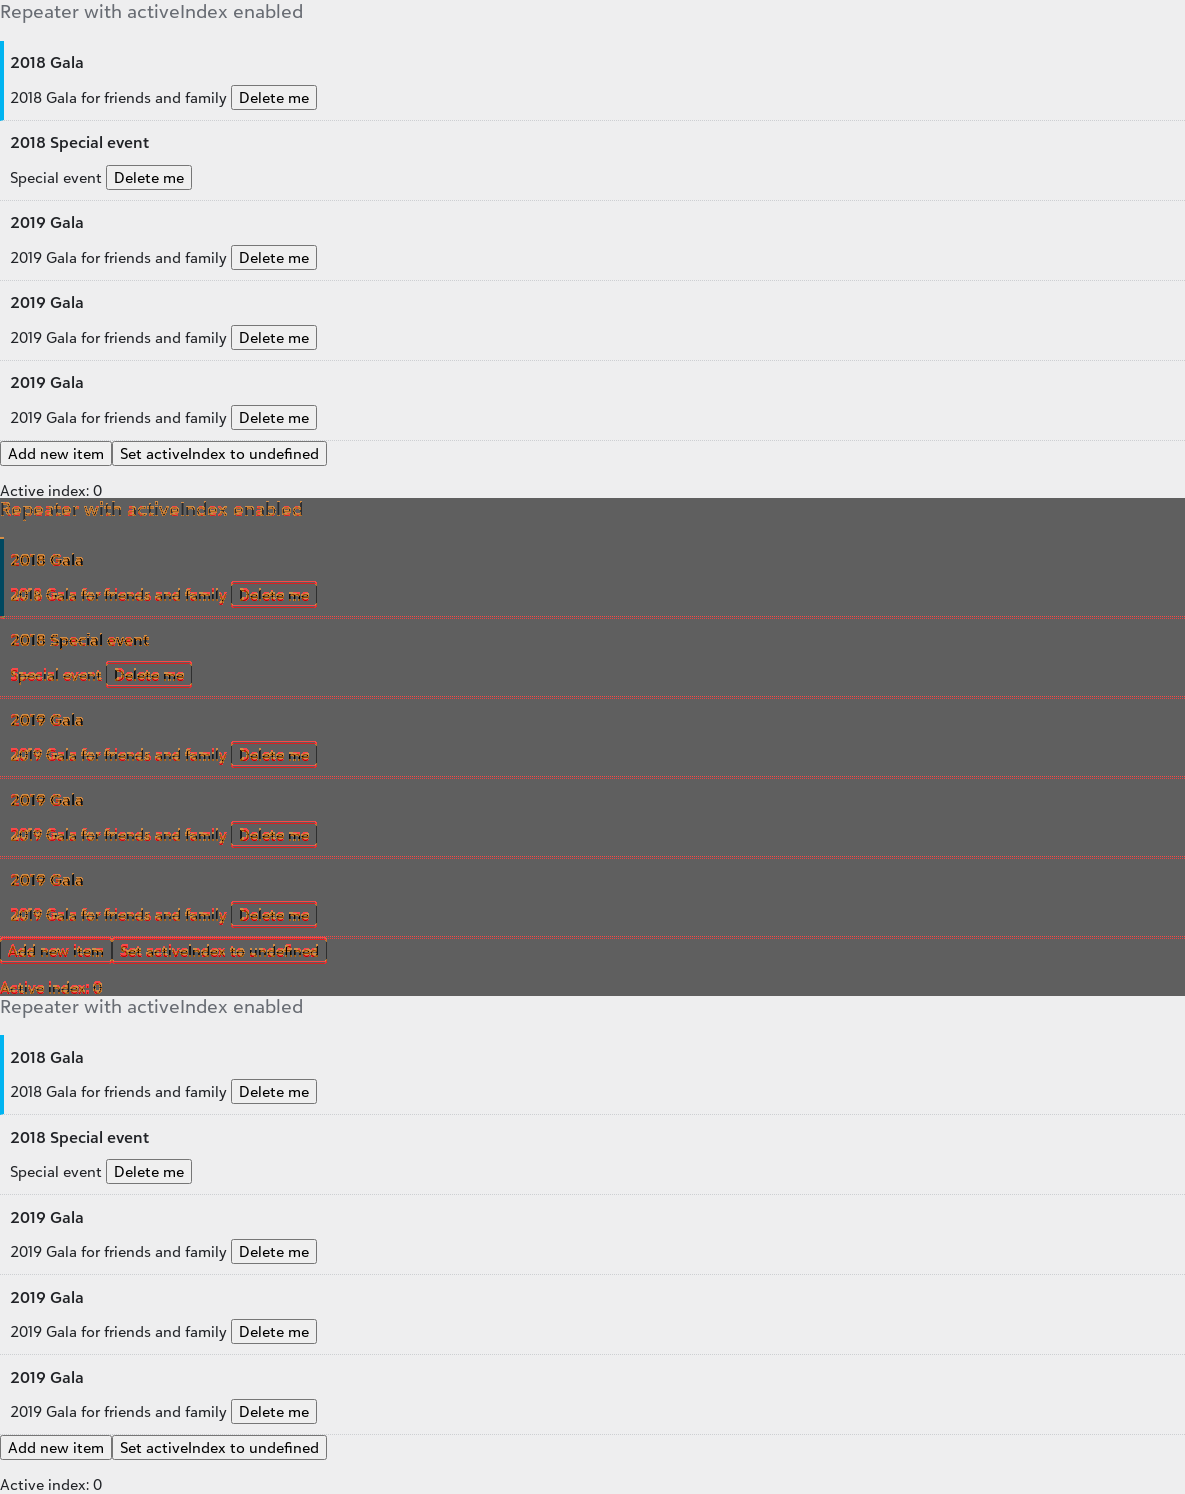 Repeater with activeIndex enabled
2018 Gala
2018 Gala for friends and family Delete me
2018 Special event
Special event Delete me
2019 Gala
2019 Gala for friends and family Delete me
2019 Gala
2019 Gala for friends and family Delete me
2019 Gala
2019 Gala for friends and family Delete me
Add new item Set activeIndex to undefined
Active index: 0
Repeater with activeIndex enabled
2018 Gala
2018 Gala for friends and family Delete me
2018 Special event
Special event Delete me
2019 Gala
2019 Gala for friends and family Delete me
2019 Gala
2019 Gala for friends and family Delete me
2019 Gala
2019 Gala for friends and family Delete me
Add new item Set activeIndex to undefined
Active index: 0
Repeater with activeIndex enabled
2018 Gala
2018 Gala for friends and family Delete me
2018 Special event
Special event Delete me
2019 Gala
2019 Gala for friends and family Delete me
2019 Gala
2019 Gala for friends and family Delete me
2019 Gala
2019 Gala for friends and family Delete me
Add new item Set activeIndex to undefined
Active index: 0